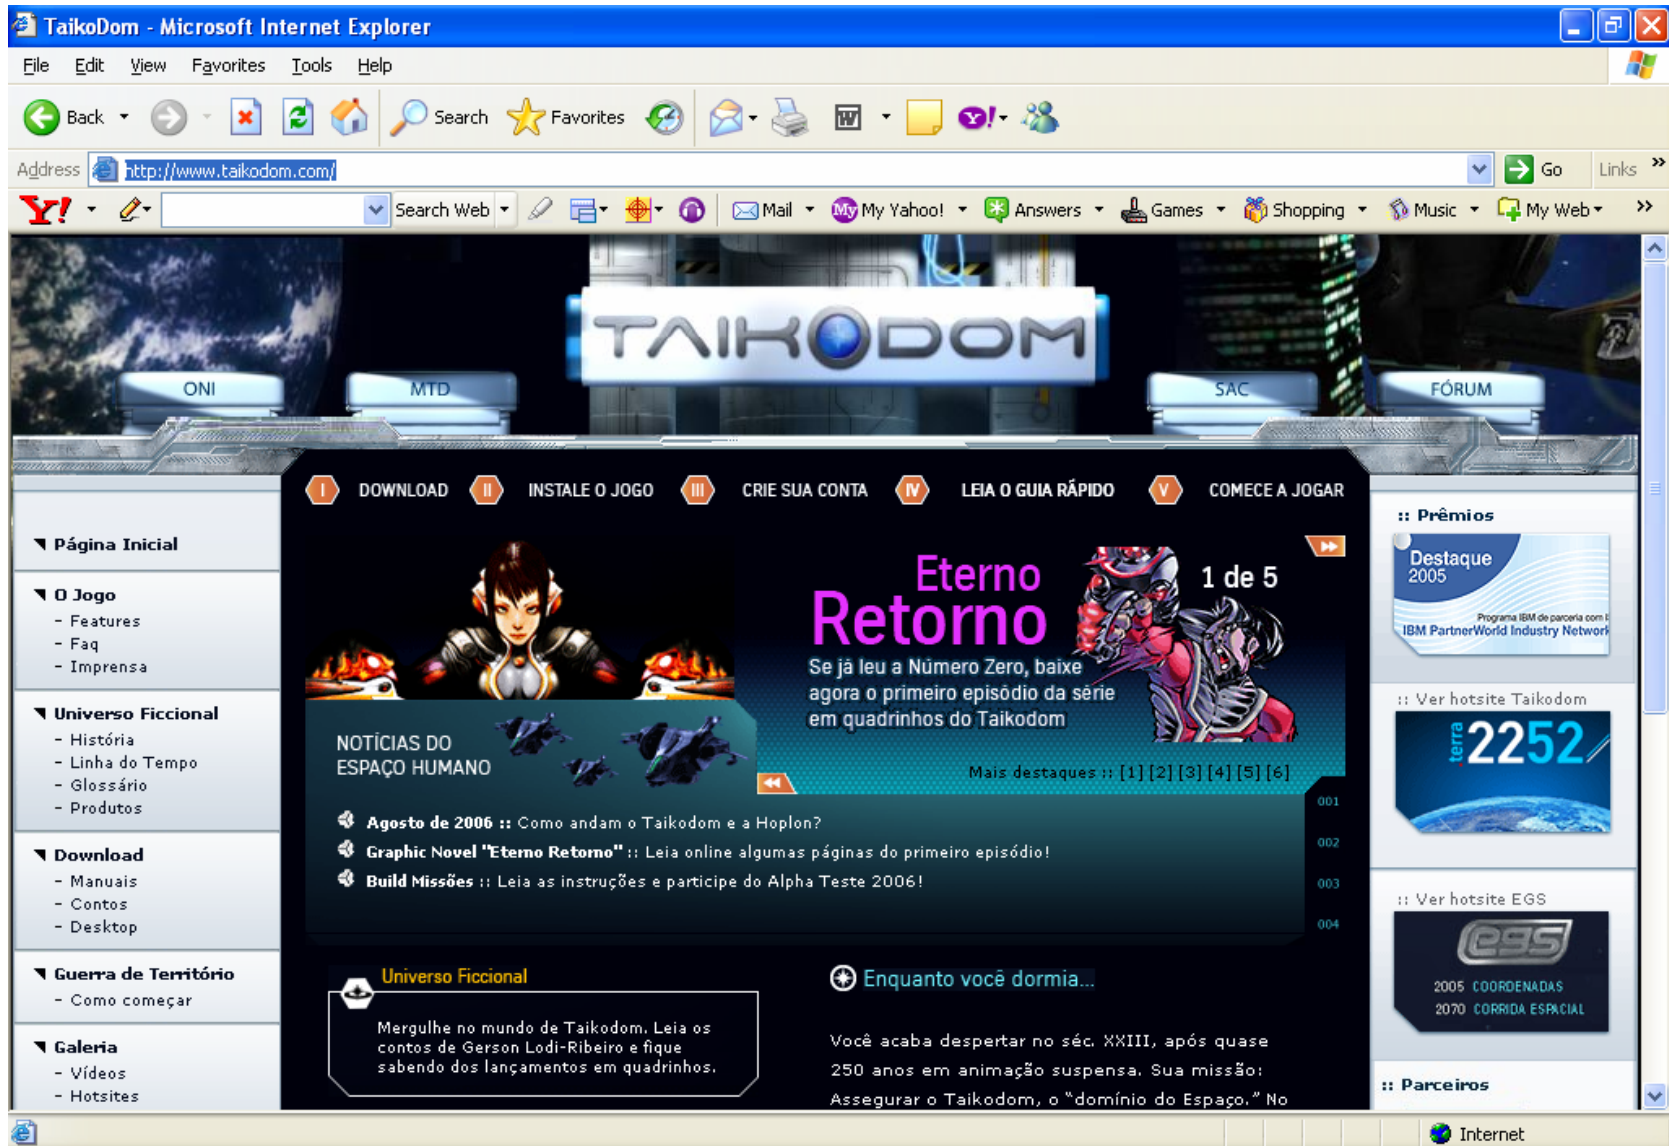 TaikoDom - Microsoft Internet Explorer
File Edit View Favorites Tools Help
Back Search Favorites
Address http://www.taikodom.com/ Go Links »
Y! Search Web Mail My My Yahoo! Answers Games Shopping Music My Web »
TAIKODOM
ONI MTD SAC FÓRUM
I DOWNLOAD II INSTALE O JOGO III CRIE SUA CONTA IV LEIA O GUIA RÁPIDO V COMECE A JOGAR
Página Inicial
O Jogo
- Features
- Faq
- Imprensa
Universo Ficcional
- História
- Linha do Tempo
- Glossário
- Produtos
Download
- Manuais
- Contos
- Desktop
Guerra de Território
- Como começar
Galeria
- Vídeos
- Hotsites
Eterno
Retorno
1 de 5
Se já leu a Número Zero, baixe
agora o primeiro episódio da série
em quadrinhos do Taikodom
Mais destaques :: [1] [2] [3] [4] [5] [6]
NOTÍCIAS DO
ESPAÇO HUMANO
Agosto de 2006 :: Como andam o Taikodom e a Hoplon?
Graphic Novel "Eterno Retorno" :: Leia online algumas páginas do primeiro episódio!
Build Missões :: Leia as instruções e participe do Alpha Teste 2006!
001
002
003
004
Universo Ficcional
Mergulhe no mundo de Taikodom. Leia os
contos de Gerson Lodi-Ribeiro e fique
sabendo dos lançamentos em quadrinhos.
Enquanto você dormia...
Você acaba despertar no séc. XXIII, após quase
250 anos em animação suspensa. Sua missão:
Assegurar o Taikodom, o “domínio do Espaço.” No
:: Prêmios
Destaque
2005
Programa IBM de parceria com
IBM PartnerWorld Industry Network
:: Ver hotsite Taikodom
.terra
2252/
:: Ver hotsite EGS
egs
2005 COORDENADAS
2070 CORRIDA ESPACIAL
:: Parceiros
Internet